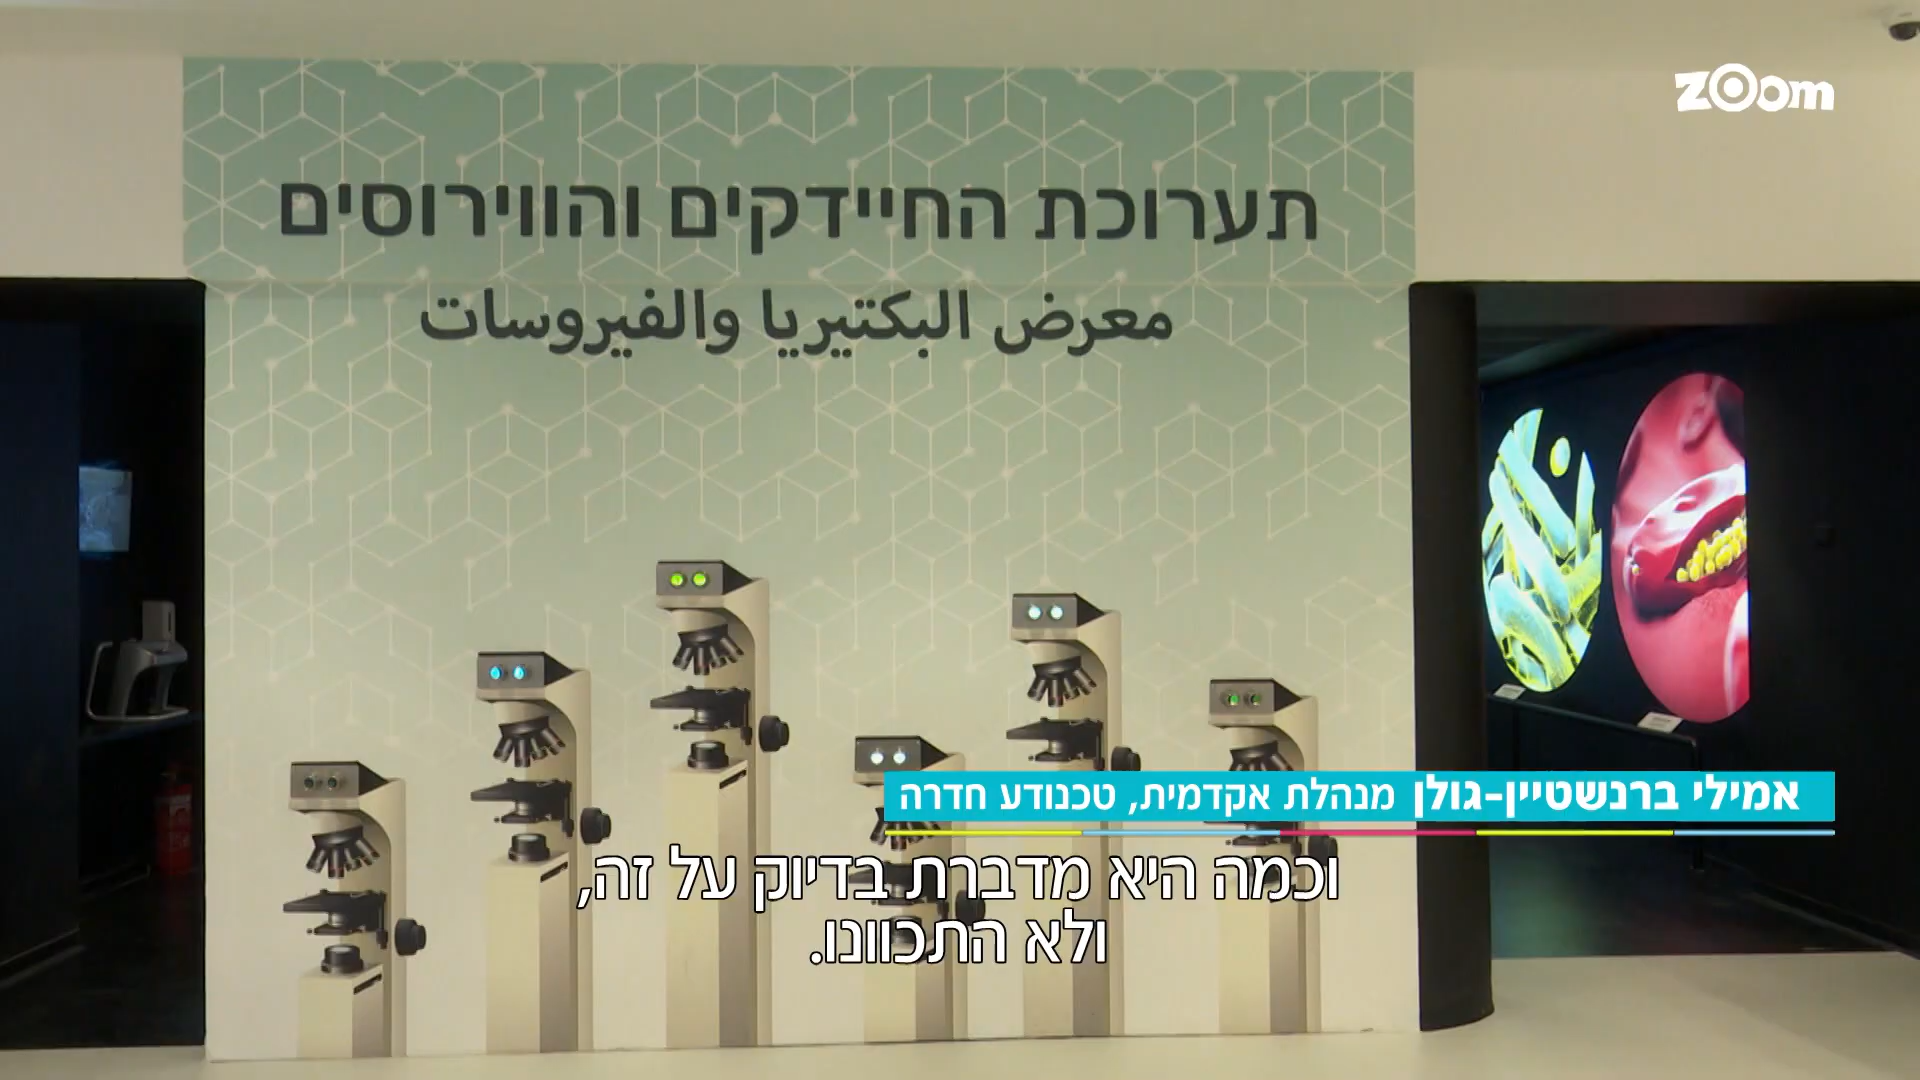 zoom
תערוכת החיידקים והווירוסים
معرض البكتيريا والفيروسات
אמילי ברנשטיין-גולן מנהלת אקדמית, טכנודע חדרה
וכמה היא מדברת בדיוק על זה,
ולא התכוונו.